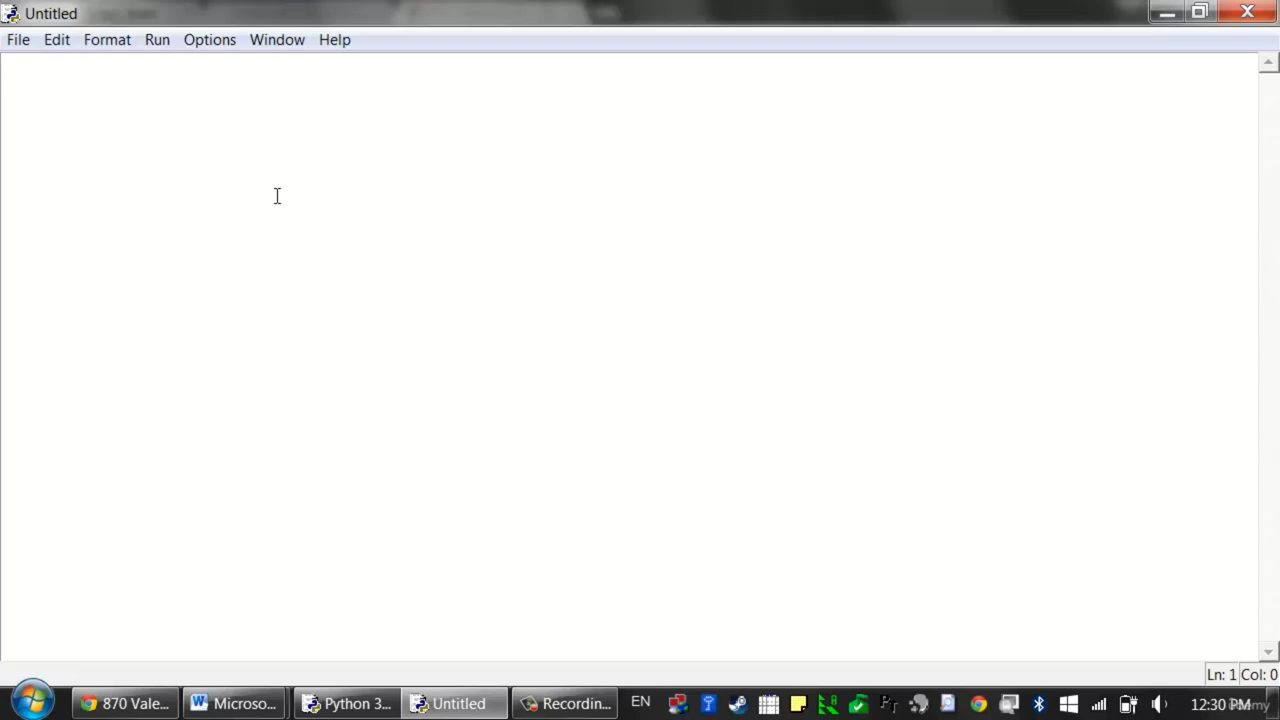 Untitled
File Edit Format Run Options Window Help
Ln: 1 Col: 0
870 Vale... Microso... Python 3... Untitled Recordin... EN 12:30 PM